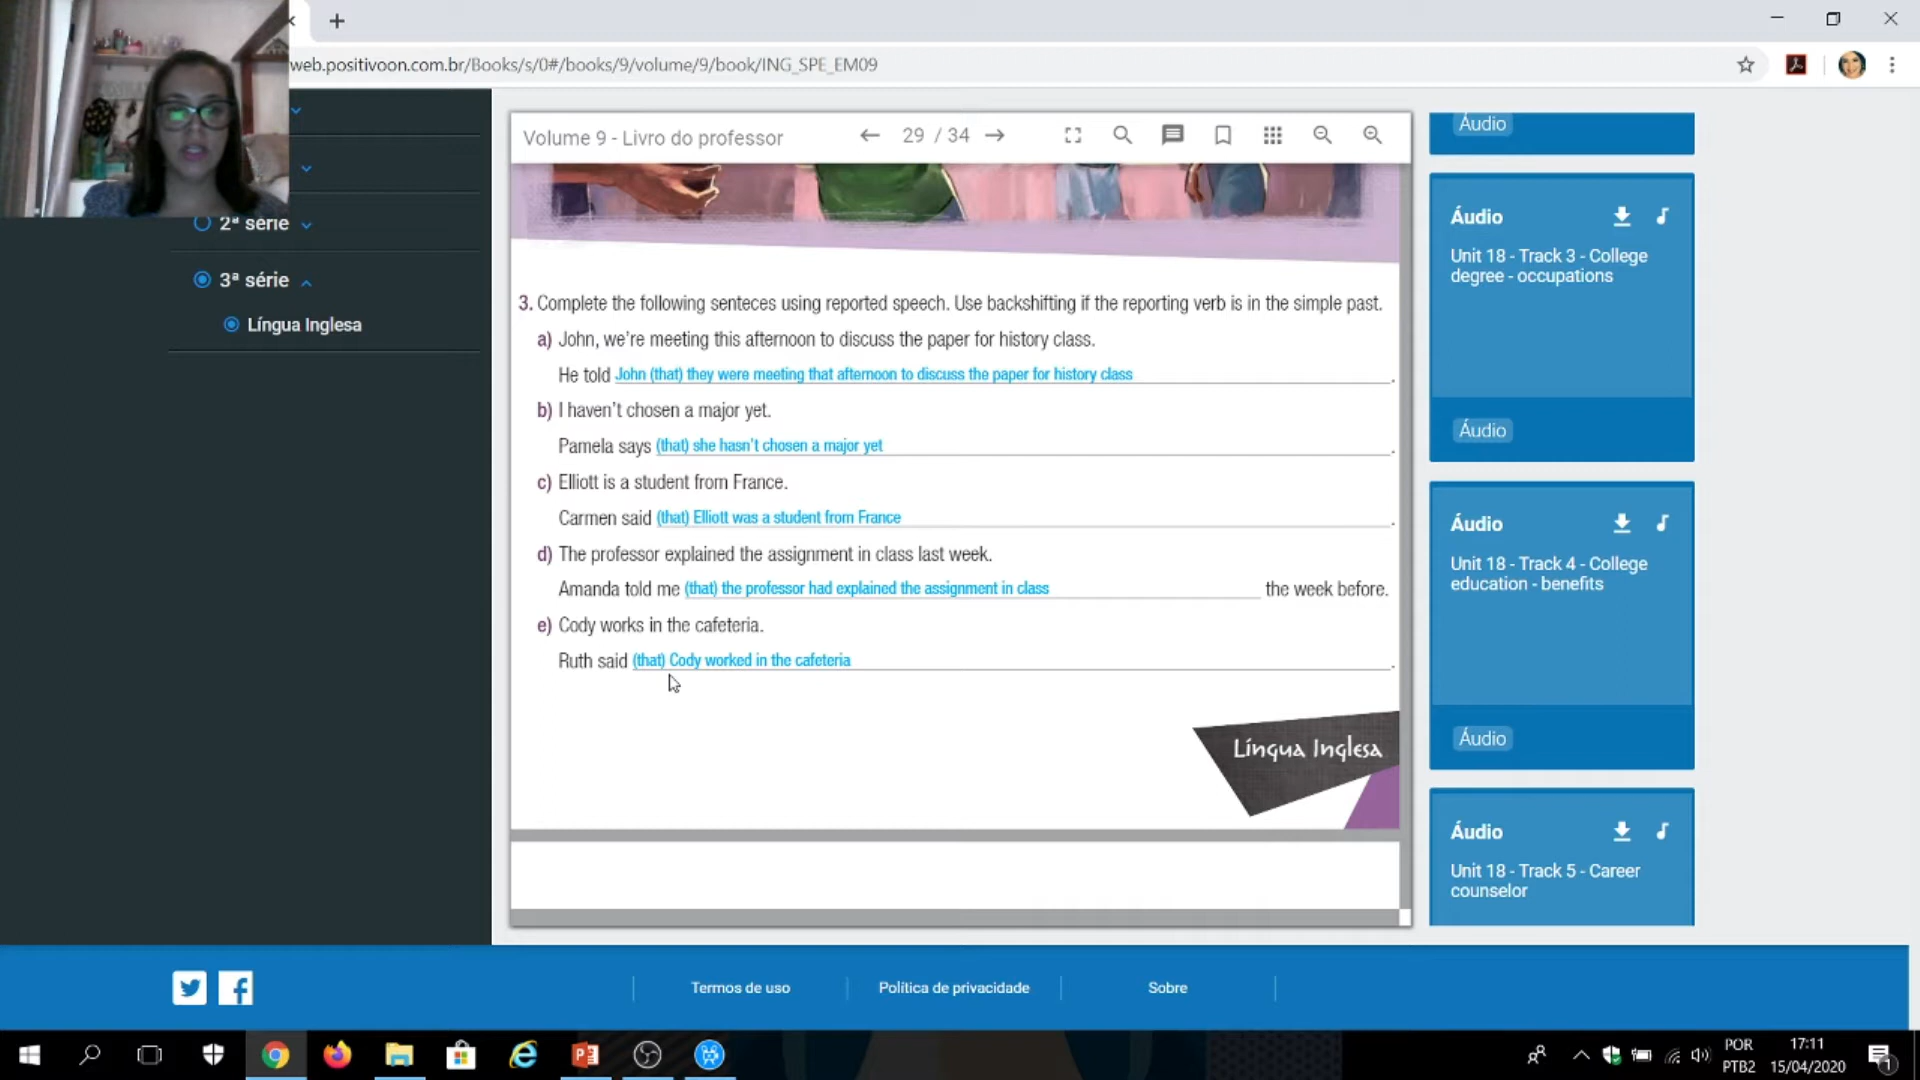 web.positivoon.com.br/Books/s/0#/books/9/volume/9/book/ING_SPE_EM09
2ª série
3ª série
Língua Inglesa
Volume 9 - Livro do professor
29 / 34
3. Complete the following senteces using reported speech. Use backshifting if the reporting verb is in the simple past.
a) John, we're meeting this afternoon to discuss the paper for history class.
He told John (that) they were meeting that afternoon to discuss the paper for history class.
b) I haven't chosen a major yet.
Pamela says (that) she hasn't chosen a major yet.
c) Elliott is a student from France.
Carmen said (that) Elliott was a student from France.
d) The professor explained the assignment in class last week.
Amanda told me (that) the professor had explained the assignment in class the week before.
e) Cody works in the cafeteria.
Ruth said (that) Cody worked in the cafeteria.
Língua Inglesa
Áudio
Áudio
Unit 18 - Track 3 - College
degree - occupations
Áudio
Áudio
Unit 18 - Track 4 - College
education - benefits
Áudio
Áudio
Unit 18 - Track 5 - Career
counselor
Termos de uso
Política de privacidade
Sobre
POR
PTB2
17:11
15/04/2020
1